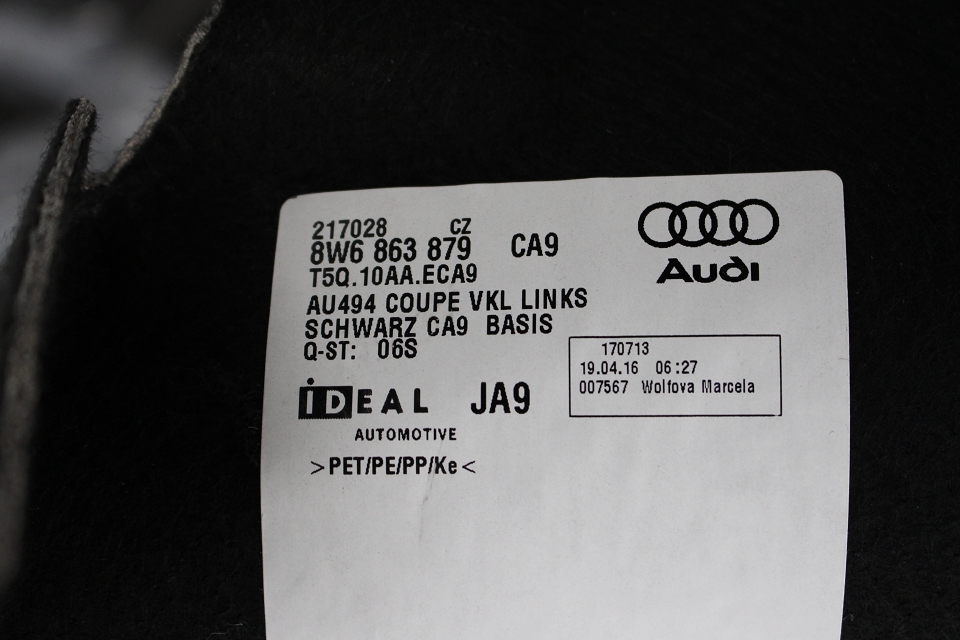 217028 CZ
8W6 863 879 CA9
T5Q.10AA.ECA9
AU494 COUPE VKL LINKS
SCHWARZ CA9 BASIS
Q-ST: 06S
Audi
170713
19.04.16 06:27
007567 Wolfova Marcela
iDEAL JA9
AUTOMOTIVE
>PET/PE/PP/Ke<